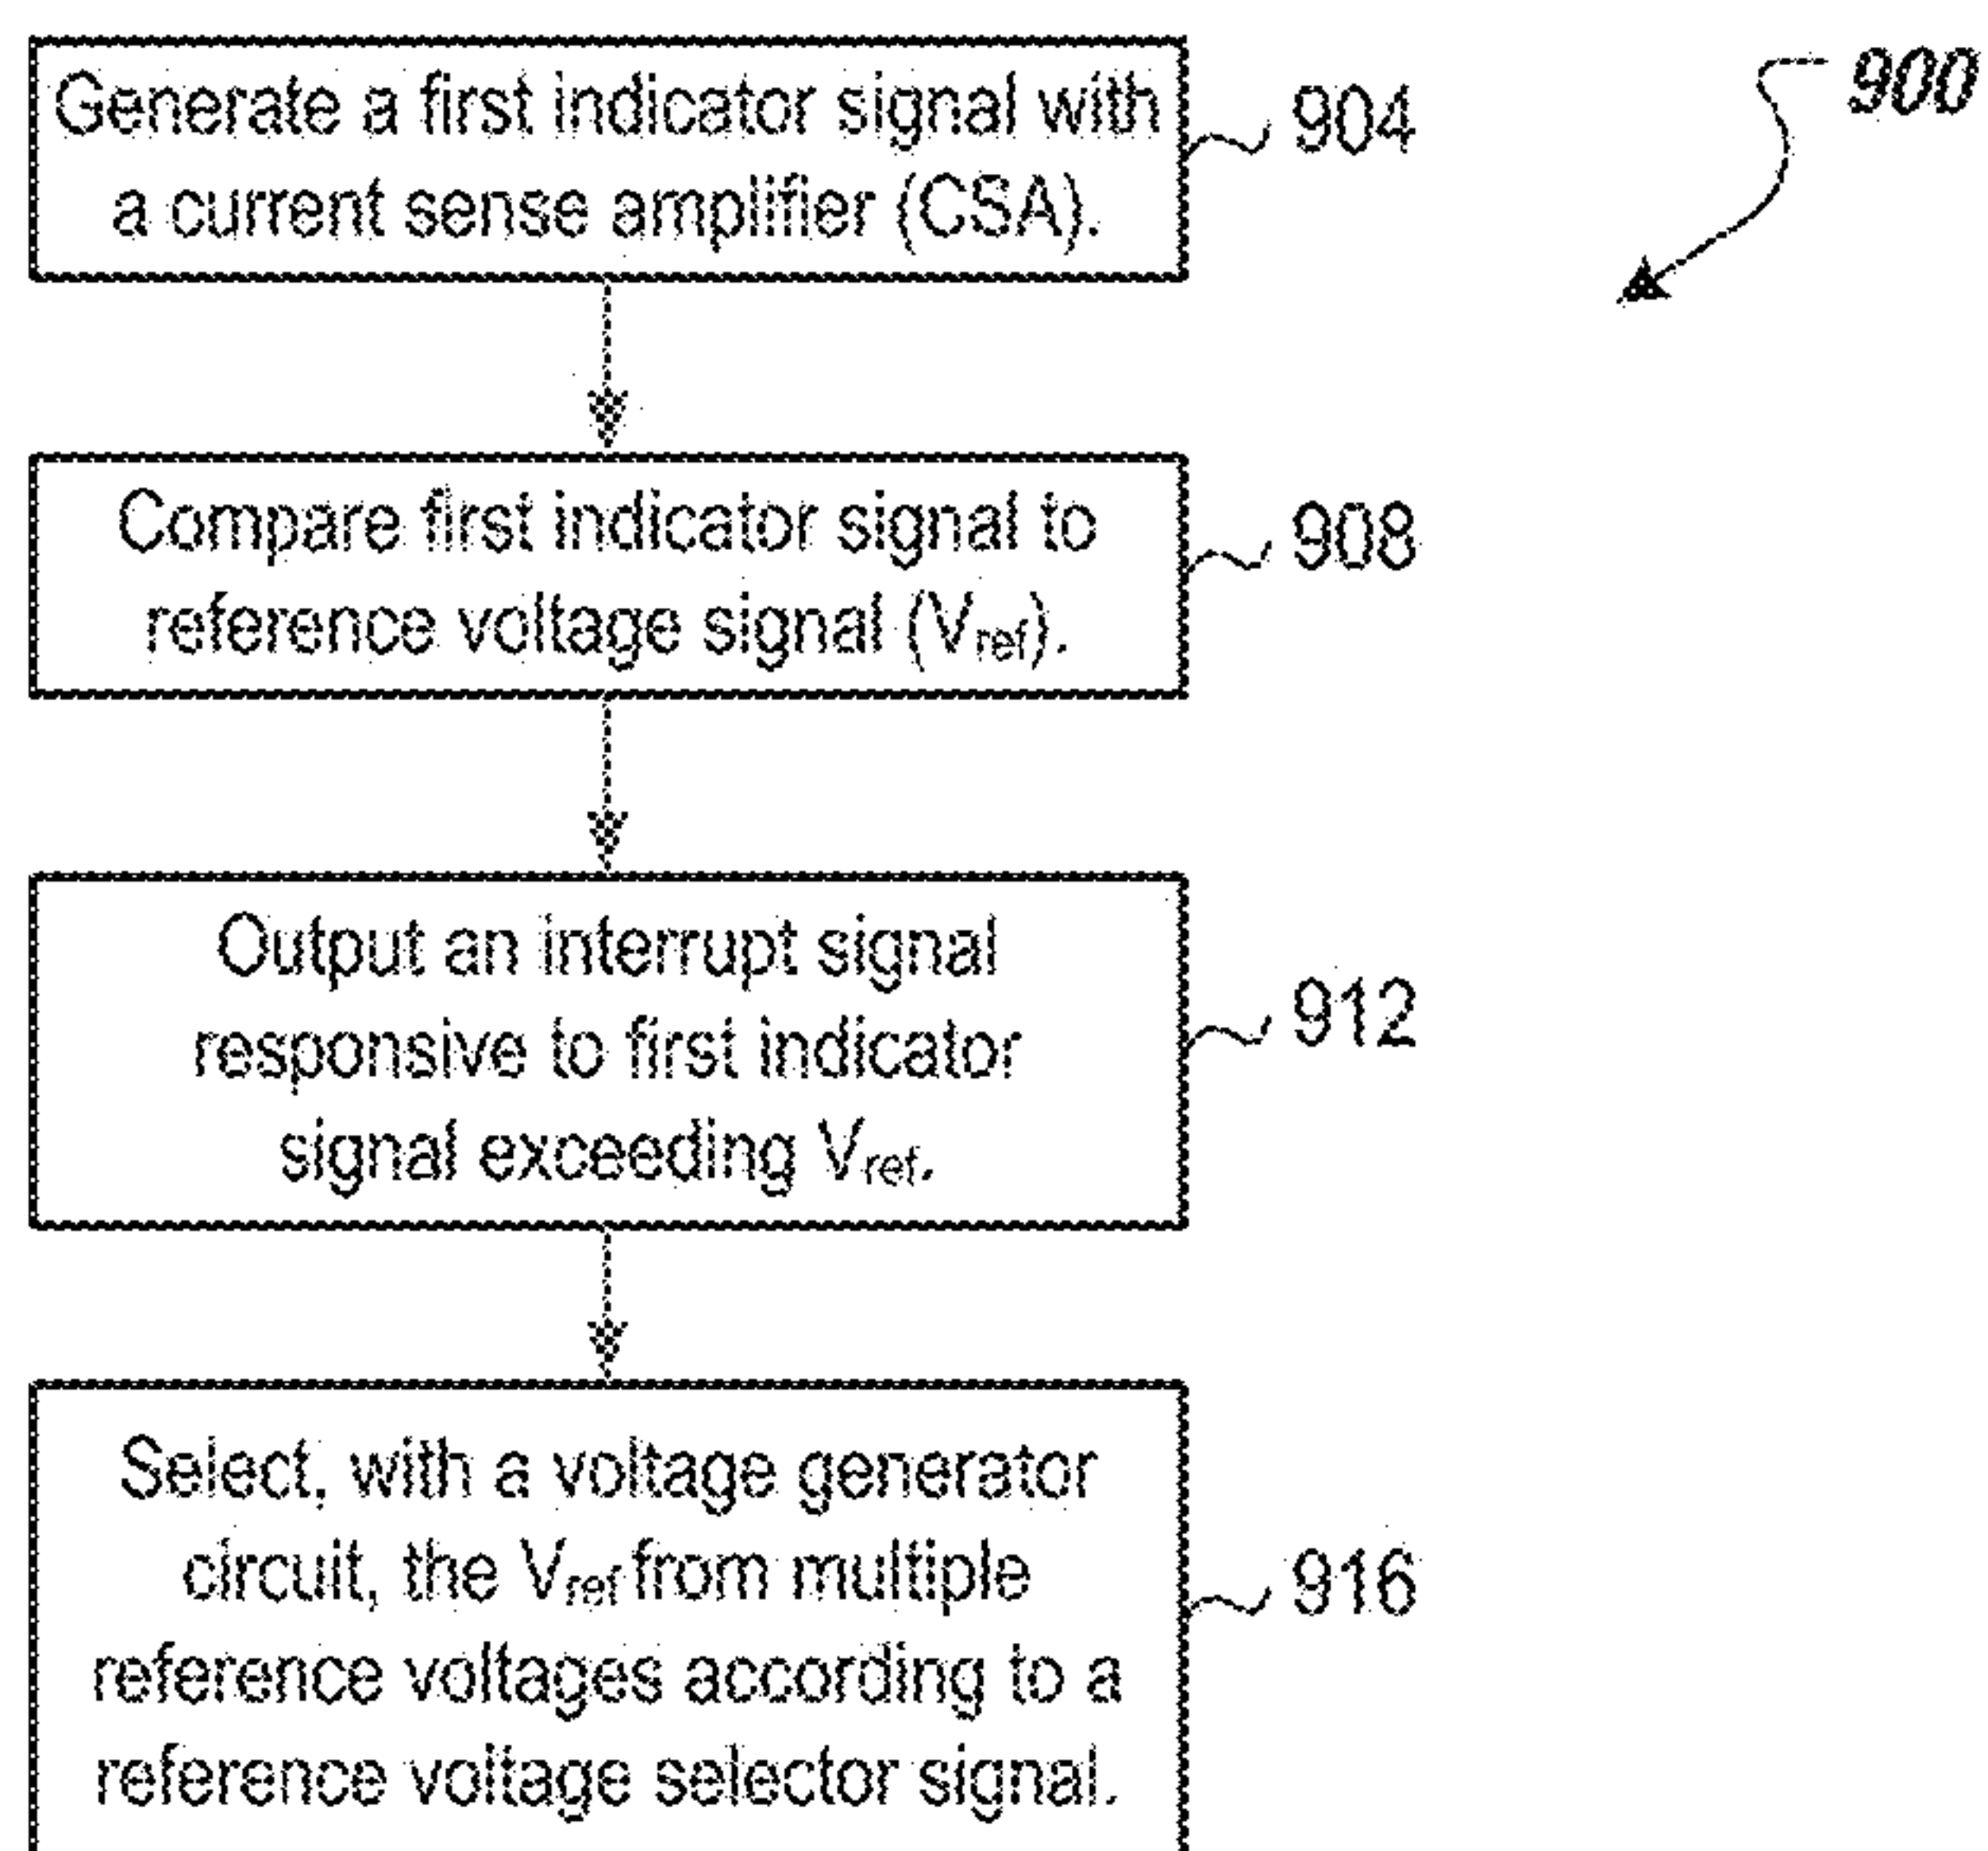 900
Generate a first indicator signal with
a current sense amplifier (CSA).
904
Compare first indicator signal to
reference voltage signal (Vref).
908
Output an interrupt signal
responsive to first indicator
signal exceeding Vref.
912
Select, with a voltage generator
circuit, the Vref from multiple
reference voltages according to a
reference voltage selector signal.
916